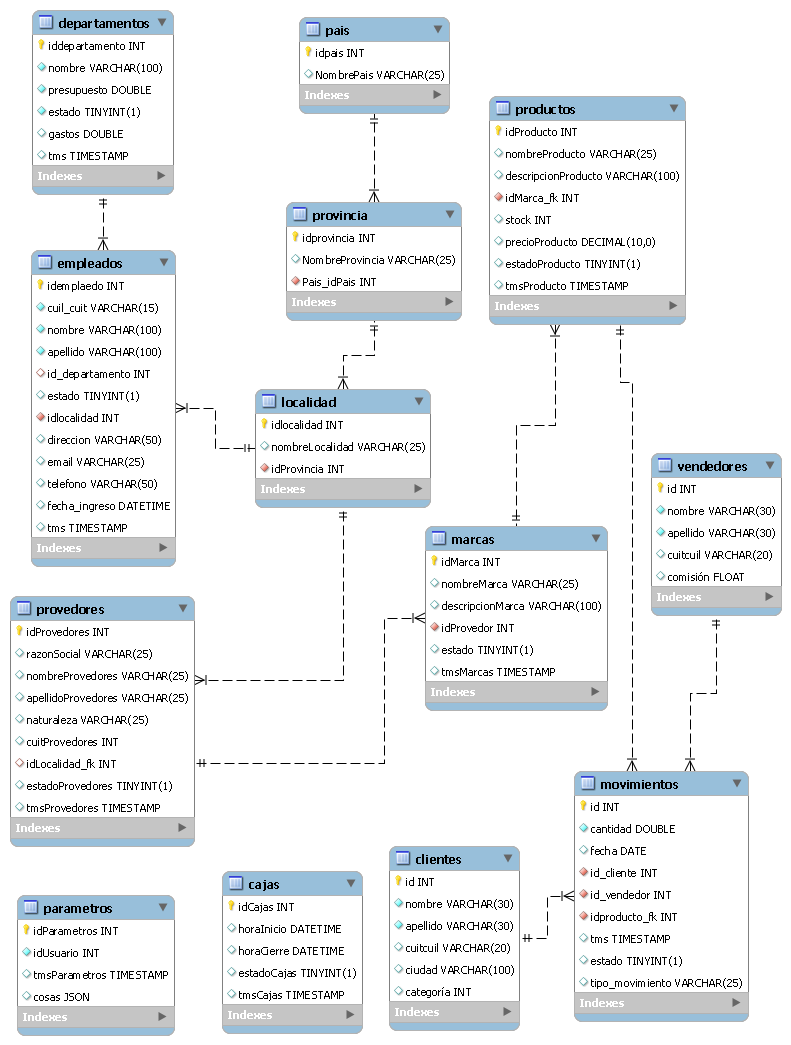 departamentos
iddepartamento INT
nombre VARCHAR(100)
presupuesto DOUBLE
estado TINYINT(1)
gastos DOUBLE
tms TIMESTAMP
Indexes
pais
idpais INT
NombrePais VARCHAR(25)
Indexes
productos
idProducto INT
nombreProducto VARCHAR(25)
descripcionProducto VARCHAR(100)
idMarca_fk INT
stock INT
precioProducto DECIMAL(10,0)
estadoProducto TINYINT(1)
tmsProducto TIMESTAMP
Indexes
provincia
idprovincia INT
NombreProvincia VARCHAR(25)
Pais_idPais INT
Indexes
empleados
idemplaedo INT
cuil_cuit VARCHAR(15)
nombre VARCHAR(100)
apellido VARCHAR(100)
id_departamento INT
estado TINYINT(1)
idlocalidad INT
direccion VARCHAR(50)
email VARCHAR(25)
telefono VARCHAR(50)
fecha_ingreso DATETIME
tms TIMESTAMP
Indexes
localidad
idlocalidad INT
nombreLocalidad VARCHAR(25)
idProvincia INT
Indexes
vendedores
id INT
nombre VARCHAR(30)
apellido VARCHAR(30)
cuitcuil VARCHAR(20)
comisión FLOAT
Indexes
marcas
idMarca INT
nombreMarca VARCHAR(25)
descripcionMarca VARCHAR(100)
idProvedor INT
estado TINYINT(1)
tmsMarcas TIMESTAMP
Indexes
provedores
idProvedores INT
razonSocial VARCHAR(25)
nombreProvedores VARCHAR(25)
apellidoProvedores VARCHAR(25)
naturaleza VARCHAR(25)
cuitProvedores INT
idLocalidad_fk INT
estadoProvedores TINYINT(1)
tmsProvedores TIMESTAMP
Indexes
movimientos
id INT
cantidad DOUBLE
fecha DATE
id_cliente INT
id_vendedor INT
idproducto_fk INT
tms TIMESTAMP
estado TINYINT(1)
tipo_movimiento VARCHAR(25)
Indexes
clientes
id INT
nombre VARCHAR(30)
apellido VARCHAR(30)
cuitcuil VARCHAR(20)
ciudad VARCHAR(100)
categoría INT
Indexes
cajas
idCajas INT
horaInicio DATETIME
horaCierre DATETIME
estadoCajas TINYINT(1)
tmsCajas TIMESTAMP
Indexes
parametros
idParametros INT
idUsuario INT
tmsParametros TIMESTAMP
cosas JSON
Indexes